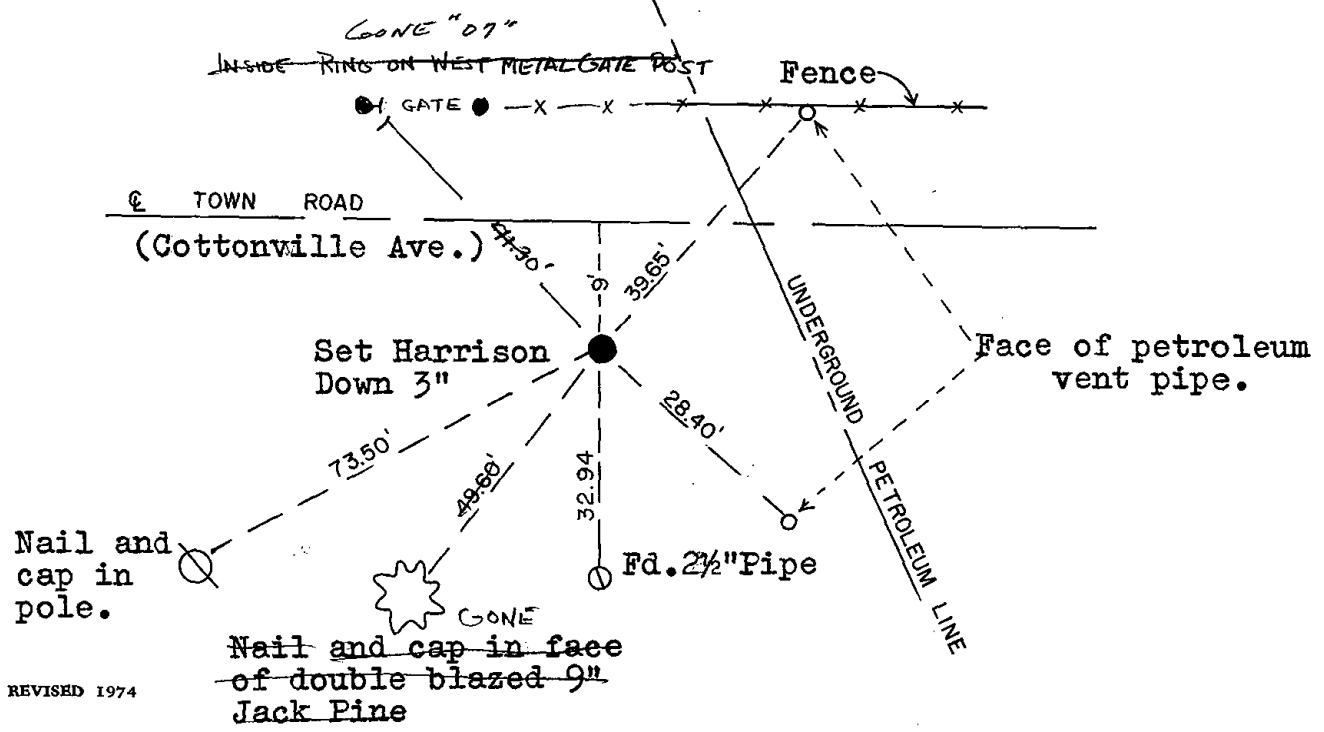 GONE "07"
INSIDE RING ON WEST METAL GATE POST
Fence
GATE
℄ TOWN ROAD
(Cottonville Ave.)
41.30'
9'
39.65'
UNDERGROUND PETROLEUM LINE
Set Harrison
Down 3"
Face of petroleum
vent pipe.
28.40'
73.50'
49.60'
32.94
Nail and
cap in
pole.
Fd. 2½" Pipe
GONE
Nail and cap in face
of double blazed 9"
Jack Pine
REVISED 1974